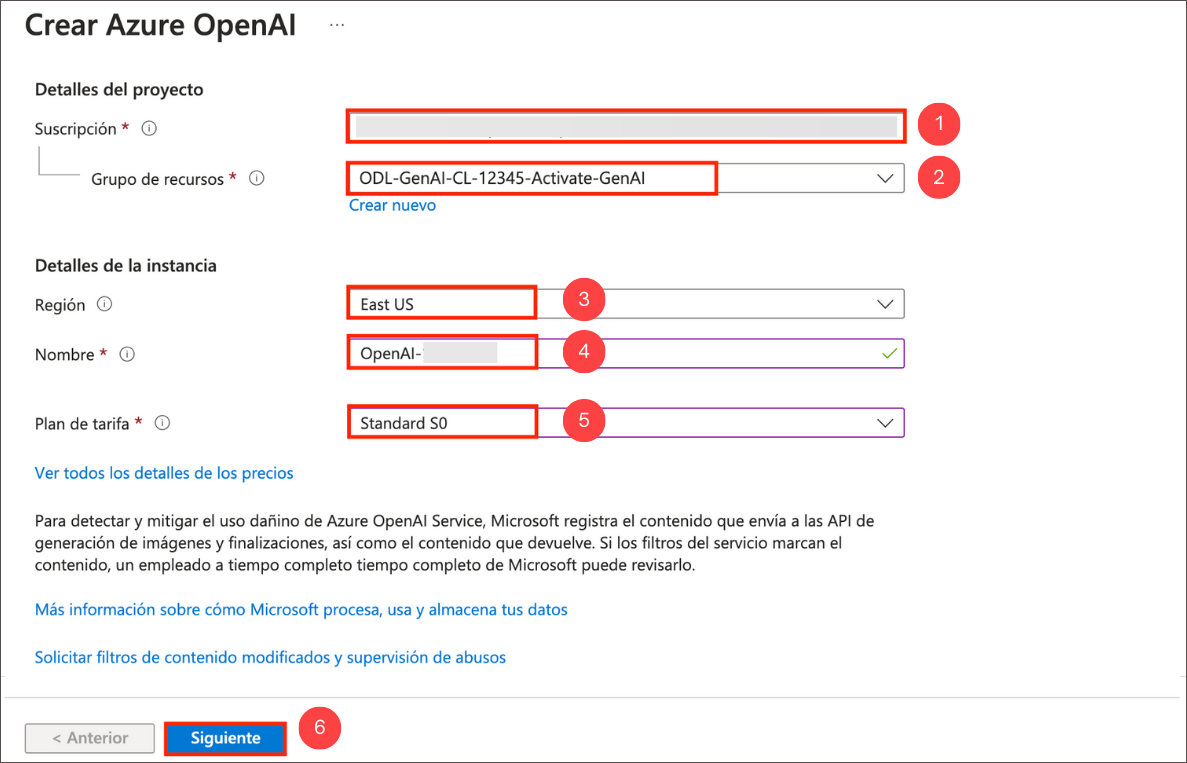 Crear Azure OpenAI ...
Detalles del proyecto
Suscripción * 1
Grupo de recursos * ODL-GenAI-CL-12345-Activate-GenAI 2
Crear nuevo
Detalles de la instancia
Región East US 3
Nombre * OpenAI- 4
Plan de tarifa * Standard S0 5
Ver todos los detalles de los precios
Para detectar y mitigar el uso dañino de Azure OpenAI Service, Microsoft registra el contenido que envía a las API de
generación de imágenes y finalizaciones, así como el contenido que devuelve. Si los filtros del servicio marcan el
contenido, un empleado a tiempo completo tiempo completo de Microsoft puede revisarlo.
Más información sobre cómo Microsoft procesa, usa y almacena tus datos
Solicitar filtros de contenido modificados y supervisión de abusos
< Anterior Siguiente 6